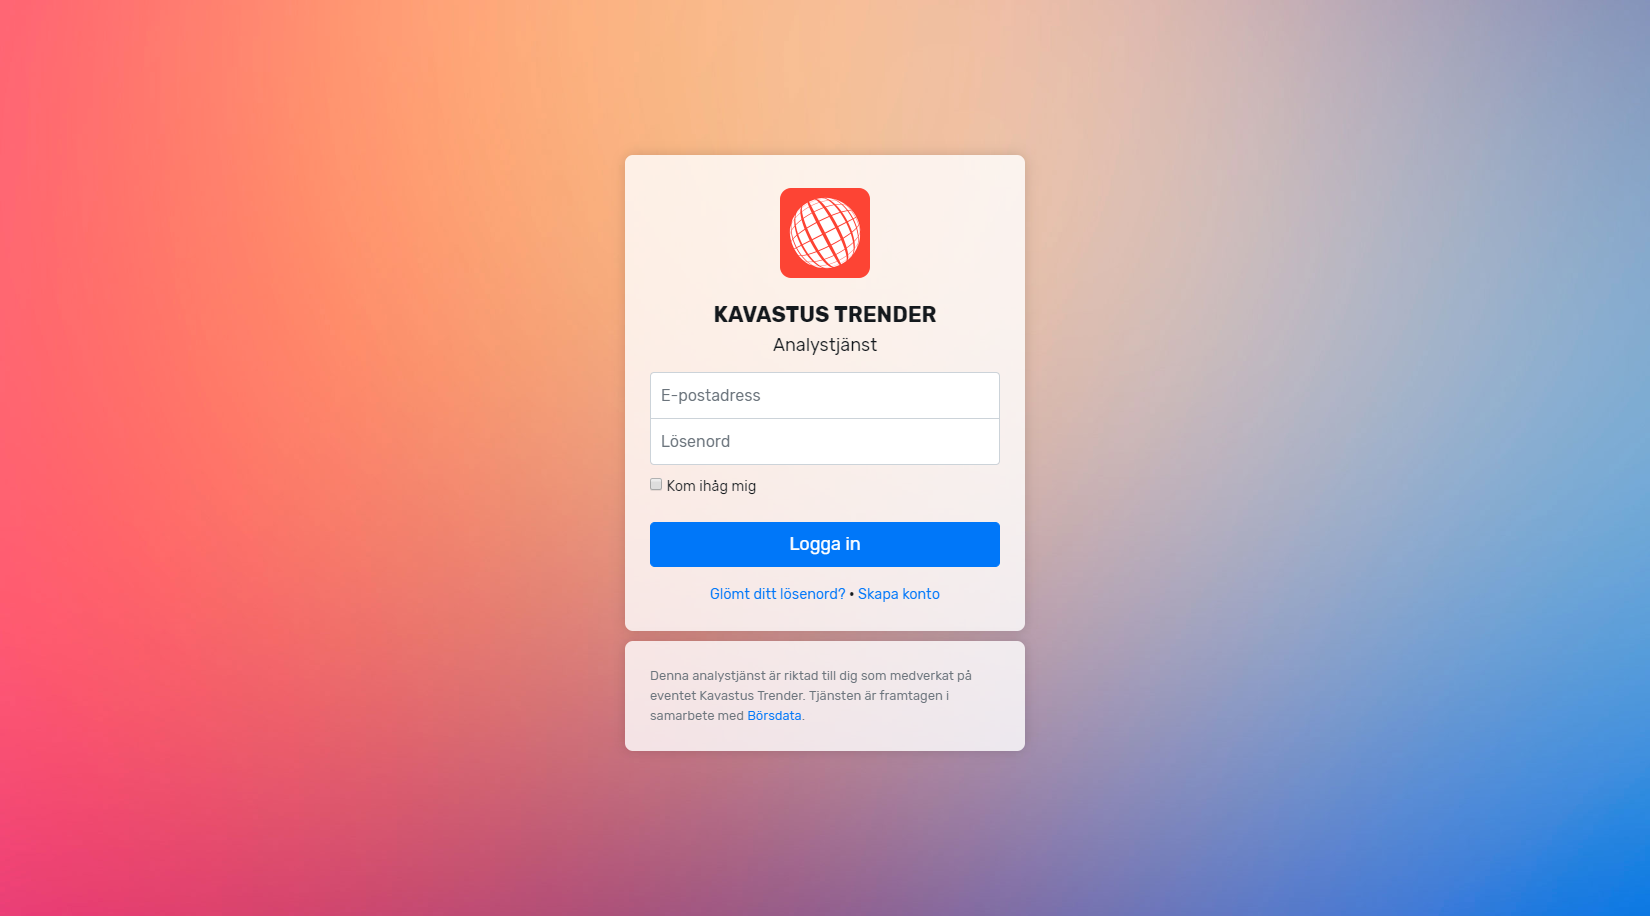 KAVASTUS TRENDER
Analystjänst
E-postadress
Lösenord
Kom ihåg mig
Logga in
Glömt ditt lösenord? • Skapa konto
Denna analystjänst är riktad till dig som medverkat på
eventet Kavastus Trender. Tjänsten är framtagen i
samarbete med Börsdata.